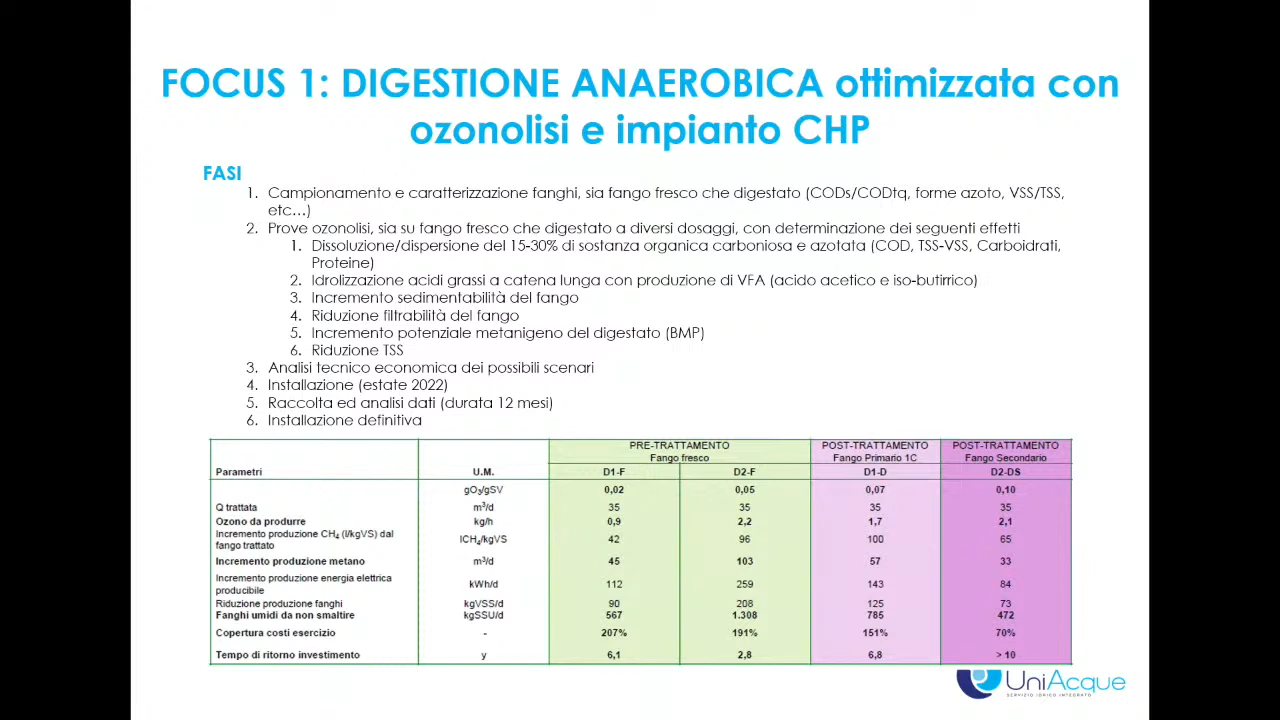 FOCUS 1: DIGESTIONE ANAEROBICA ottimizzata con
ozonolisi e impianto CHP
FASI
1. Campionamento e caratterizzazione fanghi, sia fango fresco che digestato (CODs/CODtq, forme azoto, VSS/TSS,
etc...)
2. Prove ozonolisi, sia su fango fresco che digestato a diversi dosaggi, con determinazione dei seguenti effetti
1. Dissoluzione/dispersione del 15-30% di sostanza organica carboniosa e azotata (COD, TSS-VSS, Carboidrati,
Proteine)
2. Idrolizzazione acidi grassi a catena lunga con produzione di VFA (acido acetico e iso-butirrico)
3. Incremento sedimentabilità del fango
4. Riduzione filtrabilità del fango
5. Incremento potenziale metanigeno del digestato (BMP)
6. Riduzione TSS
3. Analisi tecnico economica dei possibili scenari
4. Installazione (estate 2022)
5. Raccolta ed analisi dati (durata 12 mesi)
6. Installazione definitiva
PRE-TRATTAMENTO POST-TRATTAMENTO POST-TRATTAMENTO
Fango fresco Fango Primario 1C Fango Secondario
Parametri U.M. D1-F D2-F D1-D D2-DS
gO₃/gSV 0,02 0,05 0,07 0,10
Q trattata m³/d 35 35 35 35
Ozono da produrre kg/h 0,9 2,2 1,7 2,1
Incremento produzione CH₄ (l/kgVS) dal
fango trattato lCH₄/kgVS 42 96 100 65
Incremento produzione metano m³/d 45 103 57 33
Incremento produzione energia elettrica
producibile kWh/d 112 259 143 84
Riduzione produzione fanghi kgVSS/d 90 208 125 73
Fanghi umidi da non smaltire kgSSU/d 567 1.308 785 472
Copertura costi esercizio - 207% 191% 151% 70%
Tempo di ritorno investimento y 6,1 2,8 6,8 > 10
UniAcque
SERVIZIO IDRICO INTEGRATO